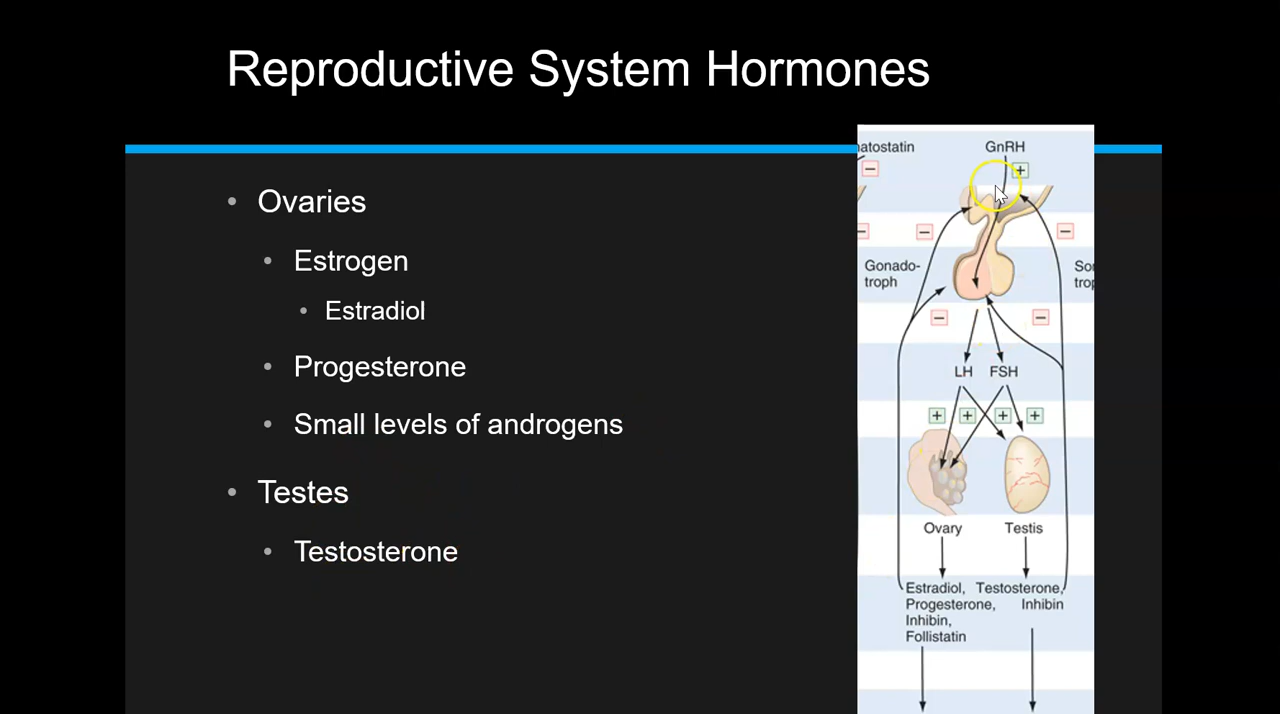 Reproductive System Hormones
• Ovaries
• Estrogen
• Estradiol
• Progesterone
• Small levels of androgens
• Testes
• Testosterone
atostatin
GnRH
Gonado-
troph
LH FSH
Ovary Testis
Estradiol,
Progesterone,
Inhibin,
Follistatin
Testosterone,
Inhibin